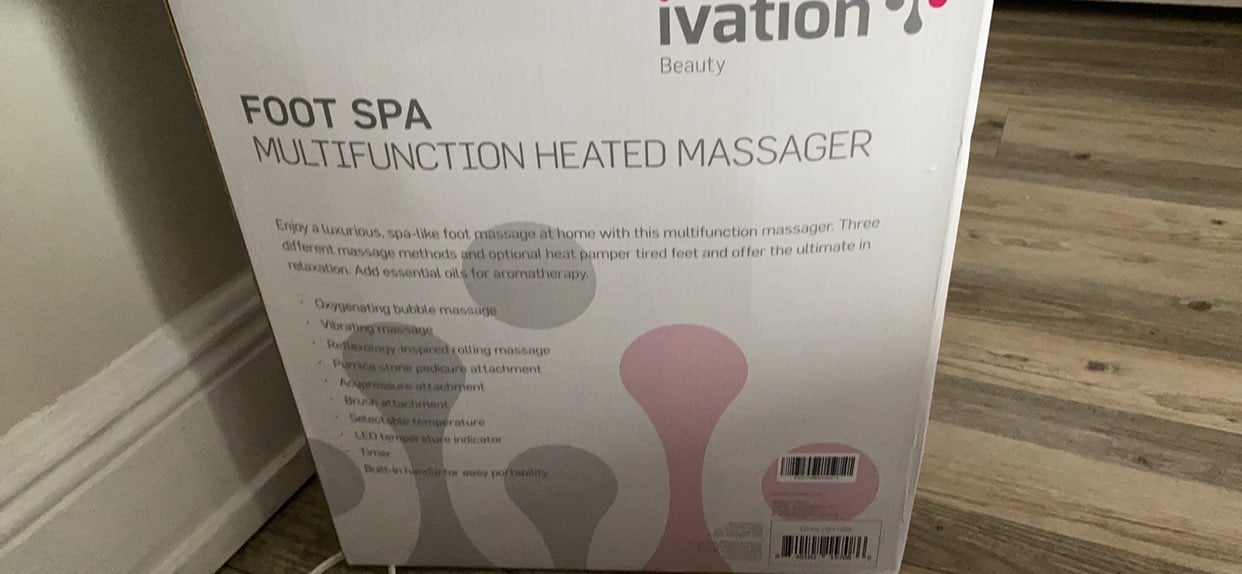 ivation
Beauty
FOOT SPA
MULTIFUNCTION HEATED MASSAGER
Enjoy a luxurious, spa-like foot massage at home with this multifunction massager. Three
different massage methods and optional heat pamper tired feet and offer the ultimate in
relaxation. Add essential oils for aromatherapy.
· Oxygenating bubble massage
· Vibrating massage
· Reflexology-inspired rolling massage
· Pumice stone pedicure attachment
· Acupressure attachment
· Brush attachment
· Selectable temperature
· LED temperature indicator
· Timer
· Built-in handle for easy portability